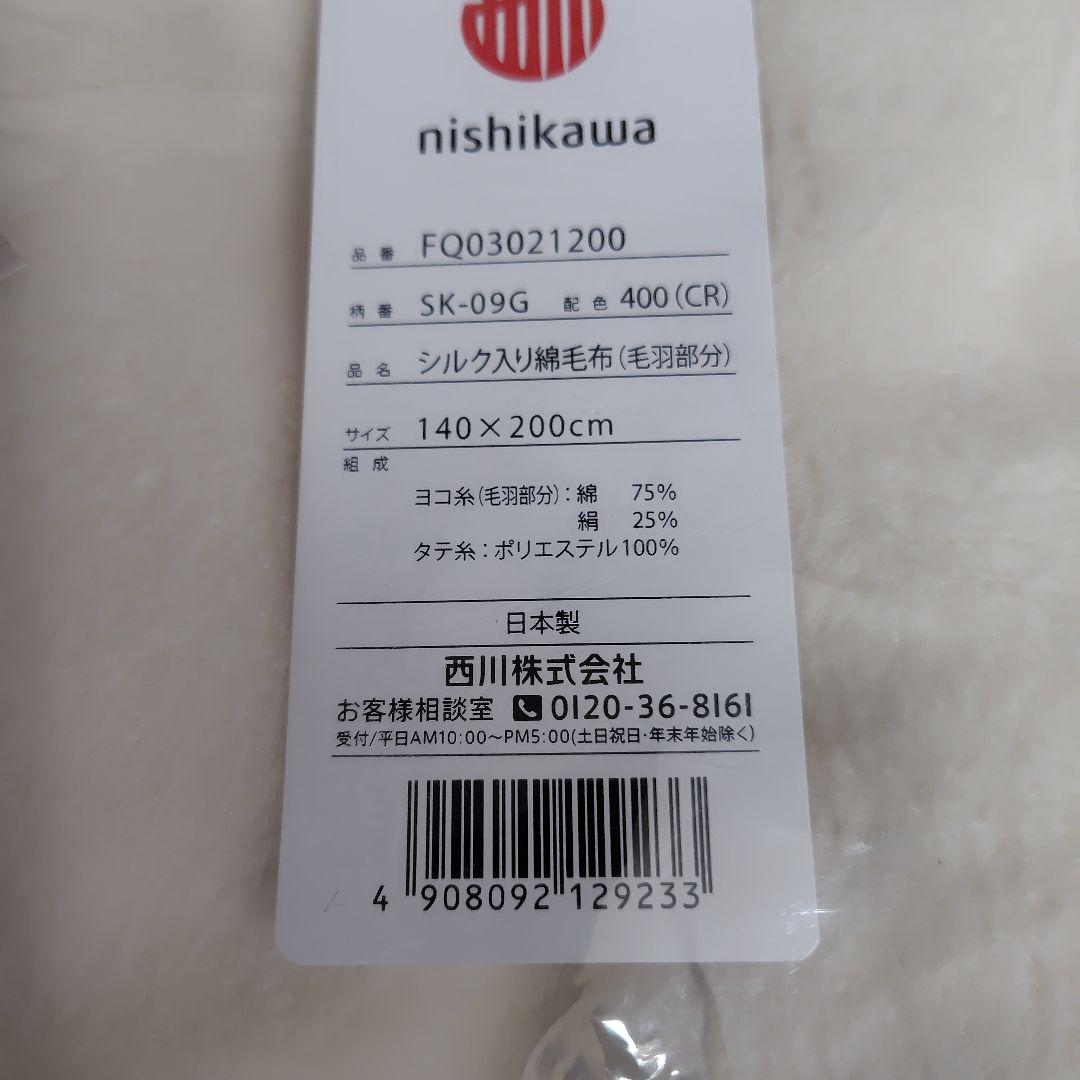 nishikawa
品番 FQ03021200
柄番 SK-09G 配色 400(CR)
品名 シルク入り綿毛布(毛羽部分)
サイズ 140×200cm
組成
ヨコ糸(毛羽部分):綿 75%
絹 25%
タテ糸:ポリエステル100%
日本製
西川株式会社
お客様相談室 0120-36-8161
受付/平日AM10:00~PM5:00(土日祝日・年末年始除く)
4 908092 129233